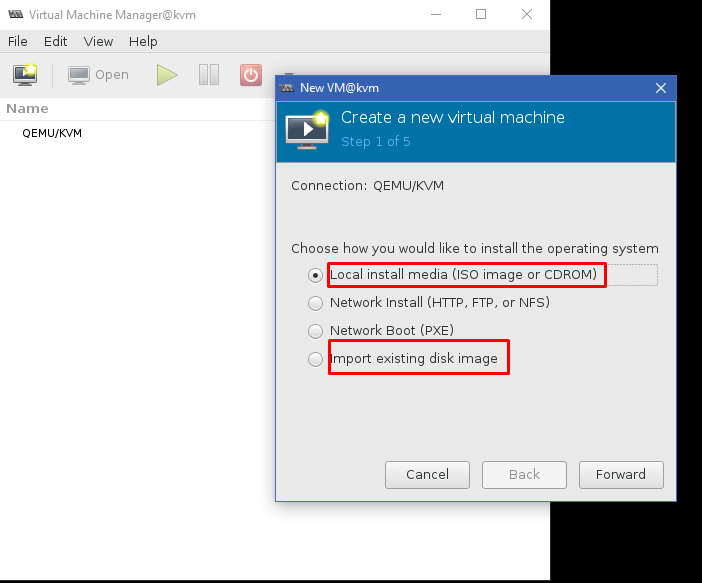 Virtual Machine Manager@kvm
File Edit View Help
Open
Name
QEMU/KVM
New VM@kvm
Create a new virtual machine
Step 1 of 5
Connection: QEMU/KVM
Choose how you would like to install the operating system
Local install media (ISO image or CDROM)
Network Install (HTTP, FTP, or NFS)
Network Boot (PXE)
Import existing disk image
Cancel Back Forward